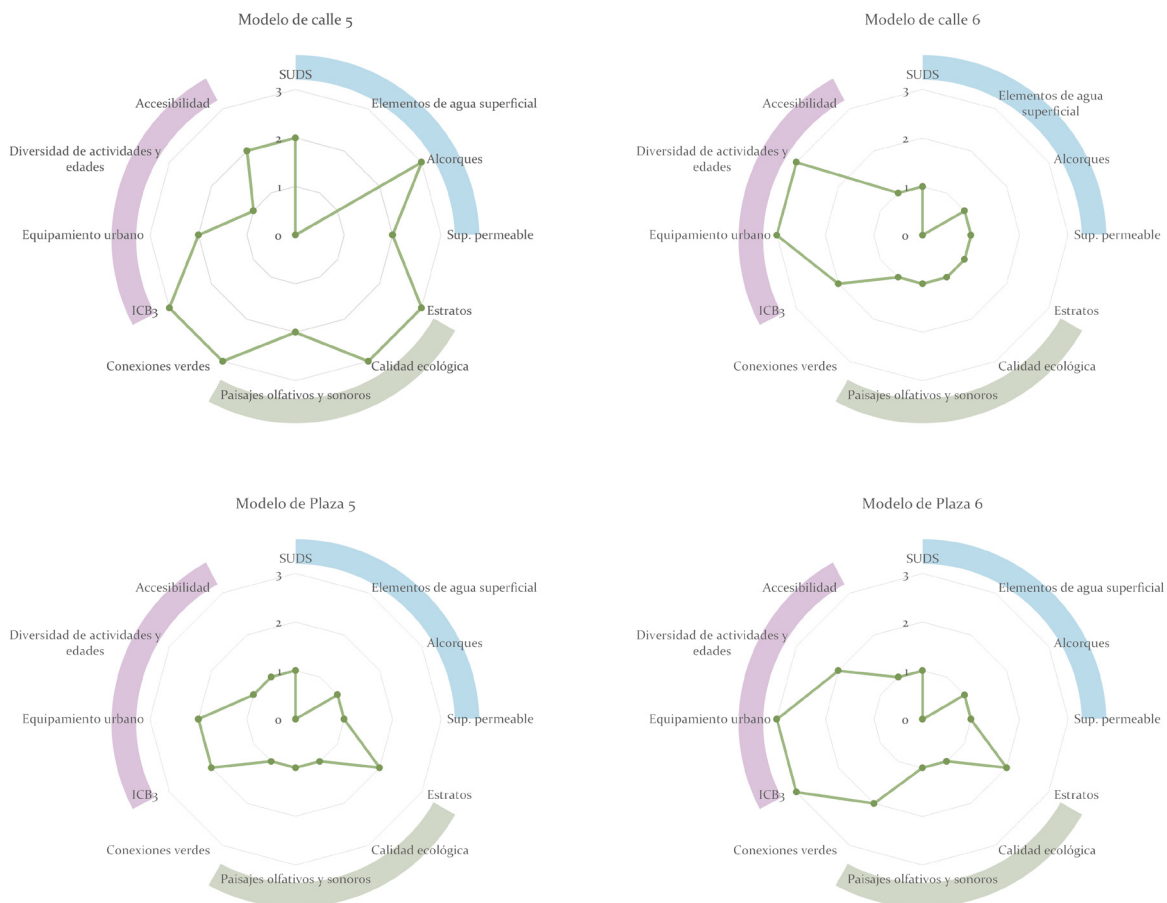 Modelo de calle 5
SUDS
3
Elementos de agua superficial
Accesibilidad
2
Diversidad de actividades y
edades
Alcorques
1
Equipamiento urbano
0
Sup. permeable
ICB3
Estratos
Conexiones verdes
Calidad ecológica
Paisajes olfativos y sonoros
Modelo de calle 6
SUDS
3
Elementos de agua
superficial
Accesibilidad
2
Diversidad de actividades y
edades
Alcorques
1
Equipamiento urbano
0
Sup. permeable
ICB3
Estratos
Conexiones verdes
Calidad ecológica
Paisajes olfativos y sonoros
Modelo de Plaza 5
SUDS
3
Elementos de agua superficial
Accesibilidad
2
Diversidad de actividades y
edades
Alcorques
1
Equipamiento urbano
0
Sup. permeable
ICB3
Estratos
Conexiones verdes
Calidad ecológica
Paisajes olfativos y sonoros
Modelo de Plaza 6
SUDS
3
Elementos de agua superficial
Accesibilidad
2
Diversidad de actividades y
edades
Alcorques
1
Equipamiento urbano
0
Sup. permeable
ICB3
Estratos
Conexiones verdes
Calidad ecológica
Paisajes olfativos y sonoros